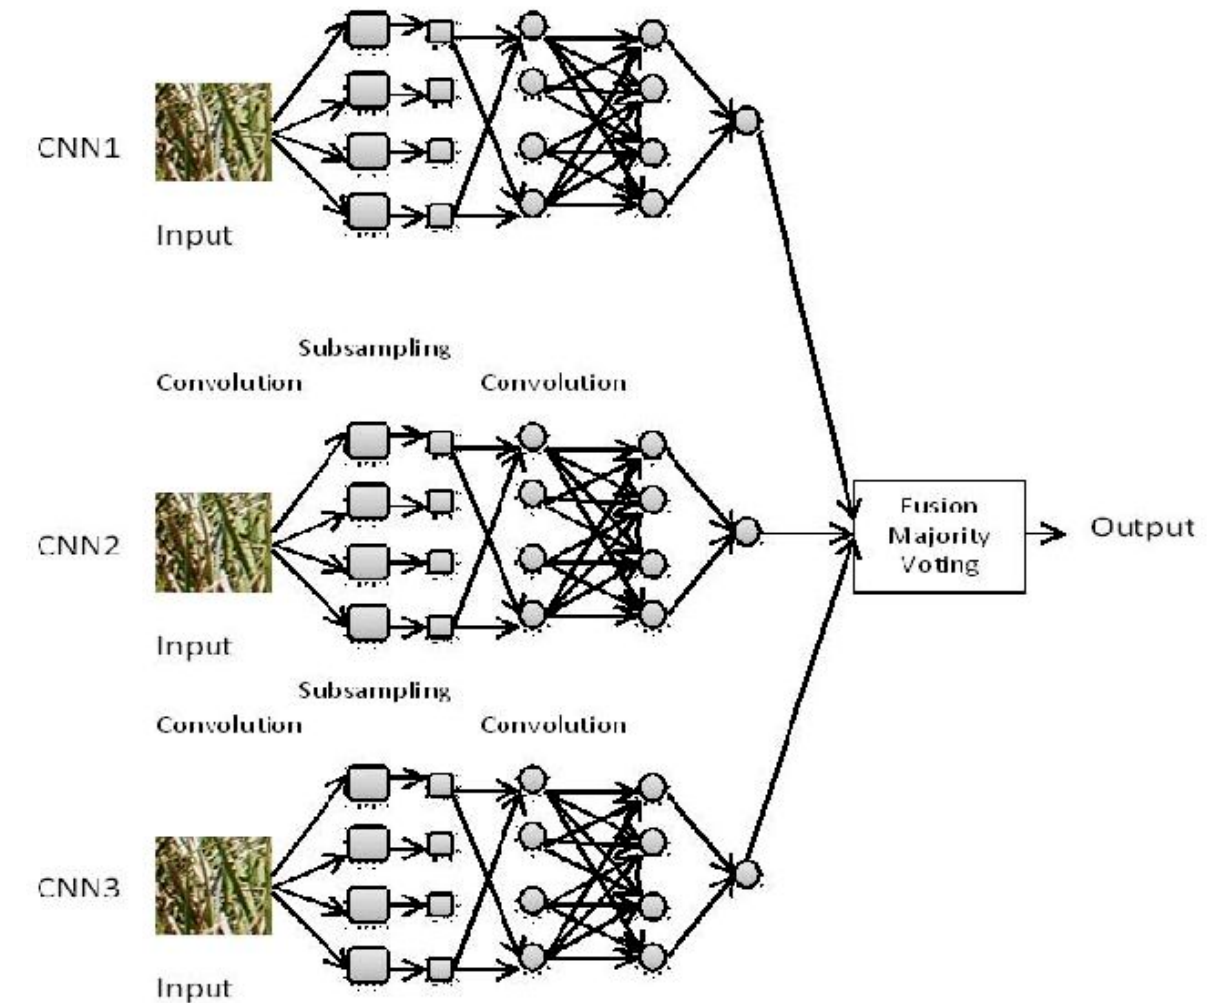 CNN1
Input
Subsampling
Convolution Convolution
CNN2
Input
Fusion
Majority
Voting
Output
Subsampling
Convolution Convolution
CNN3
Input